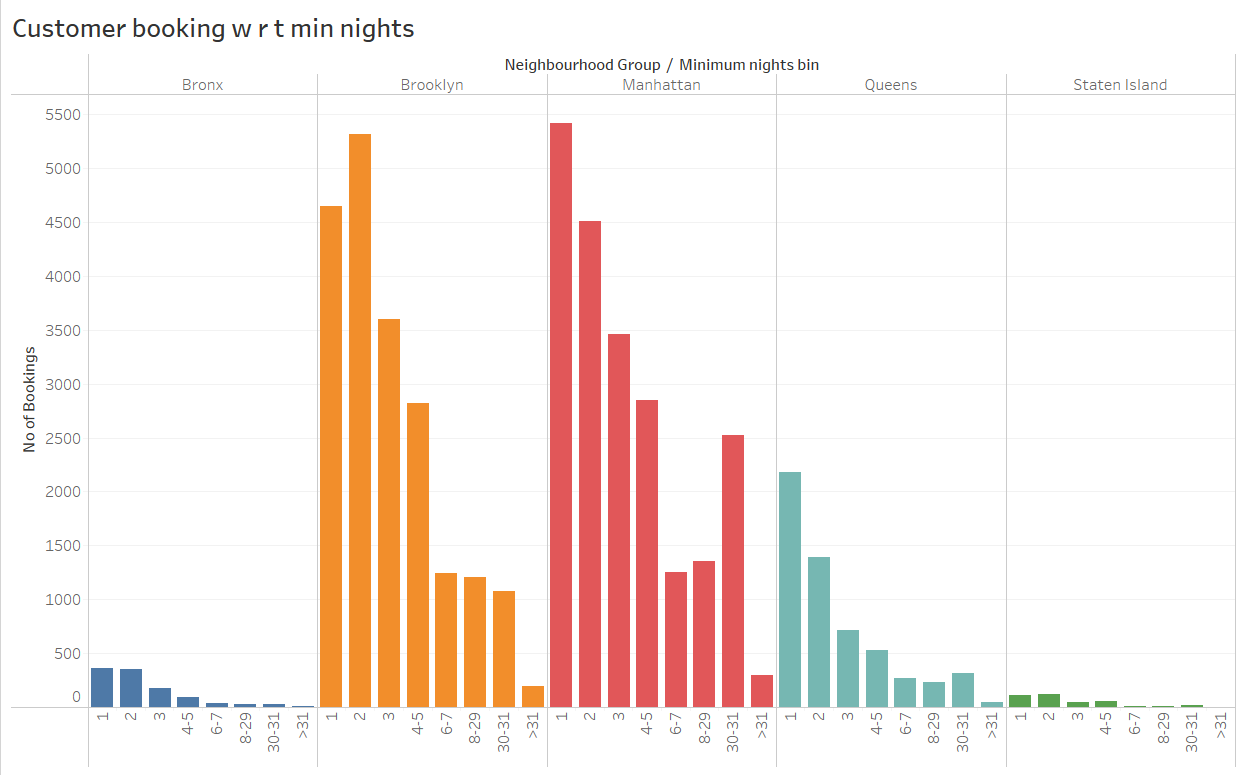 Customer booking w r t min nights
Neighbourhood Group / Minimum nights bin
Bronx Brooklyn Manhattan Queens Staten Island
No of Bookings
5500
5000
4500
4000
3500
3000
2500
2000
1500
1000
500
0
1 2 3 4-5 6-7 8-29 30-31 >31 1 2 3 4-5 6-7 8-29 30-31 >31 1 2 3 4-5 6-7 8-29 30-31 >31 1 2 3 4-5 6-7 8-29 30-31 >31 1 2 3 4-5 6-7 8-29 30-31 >31